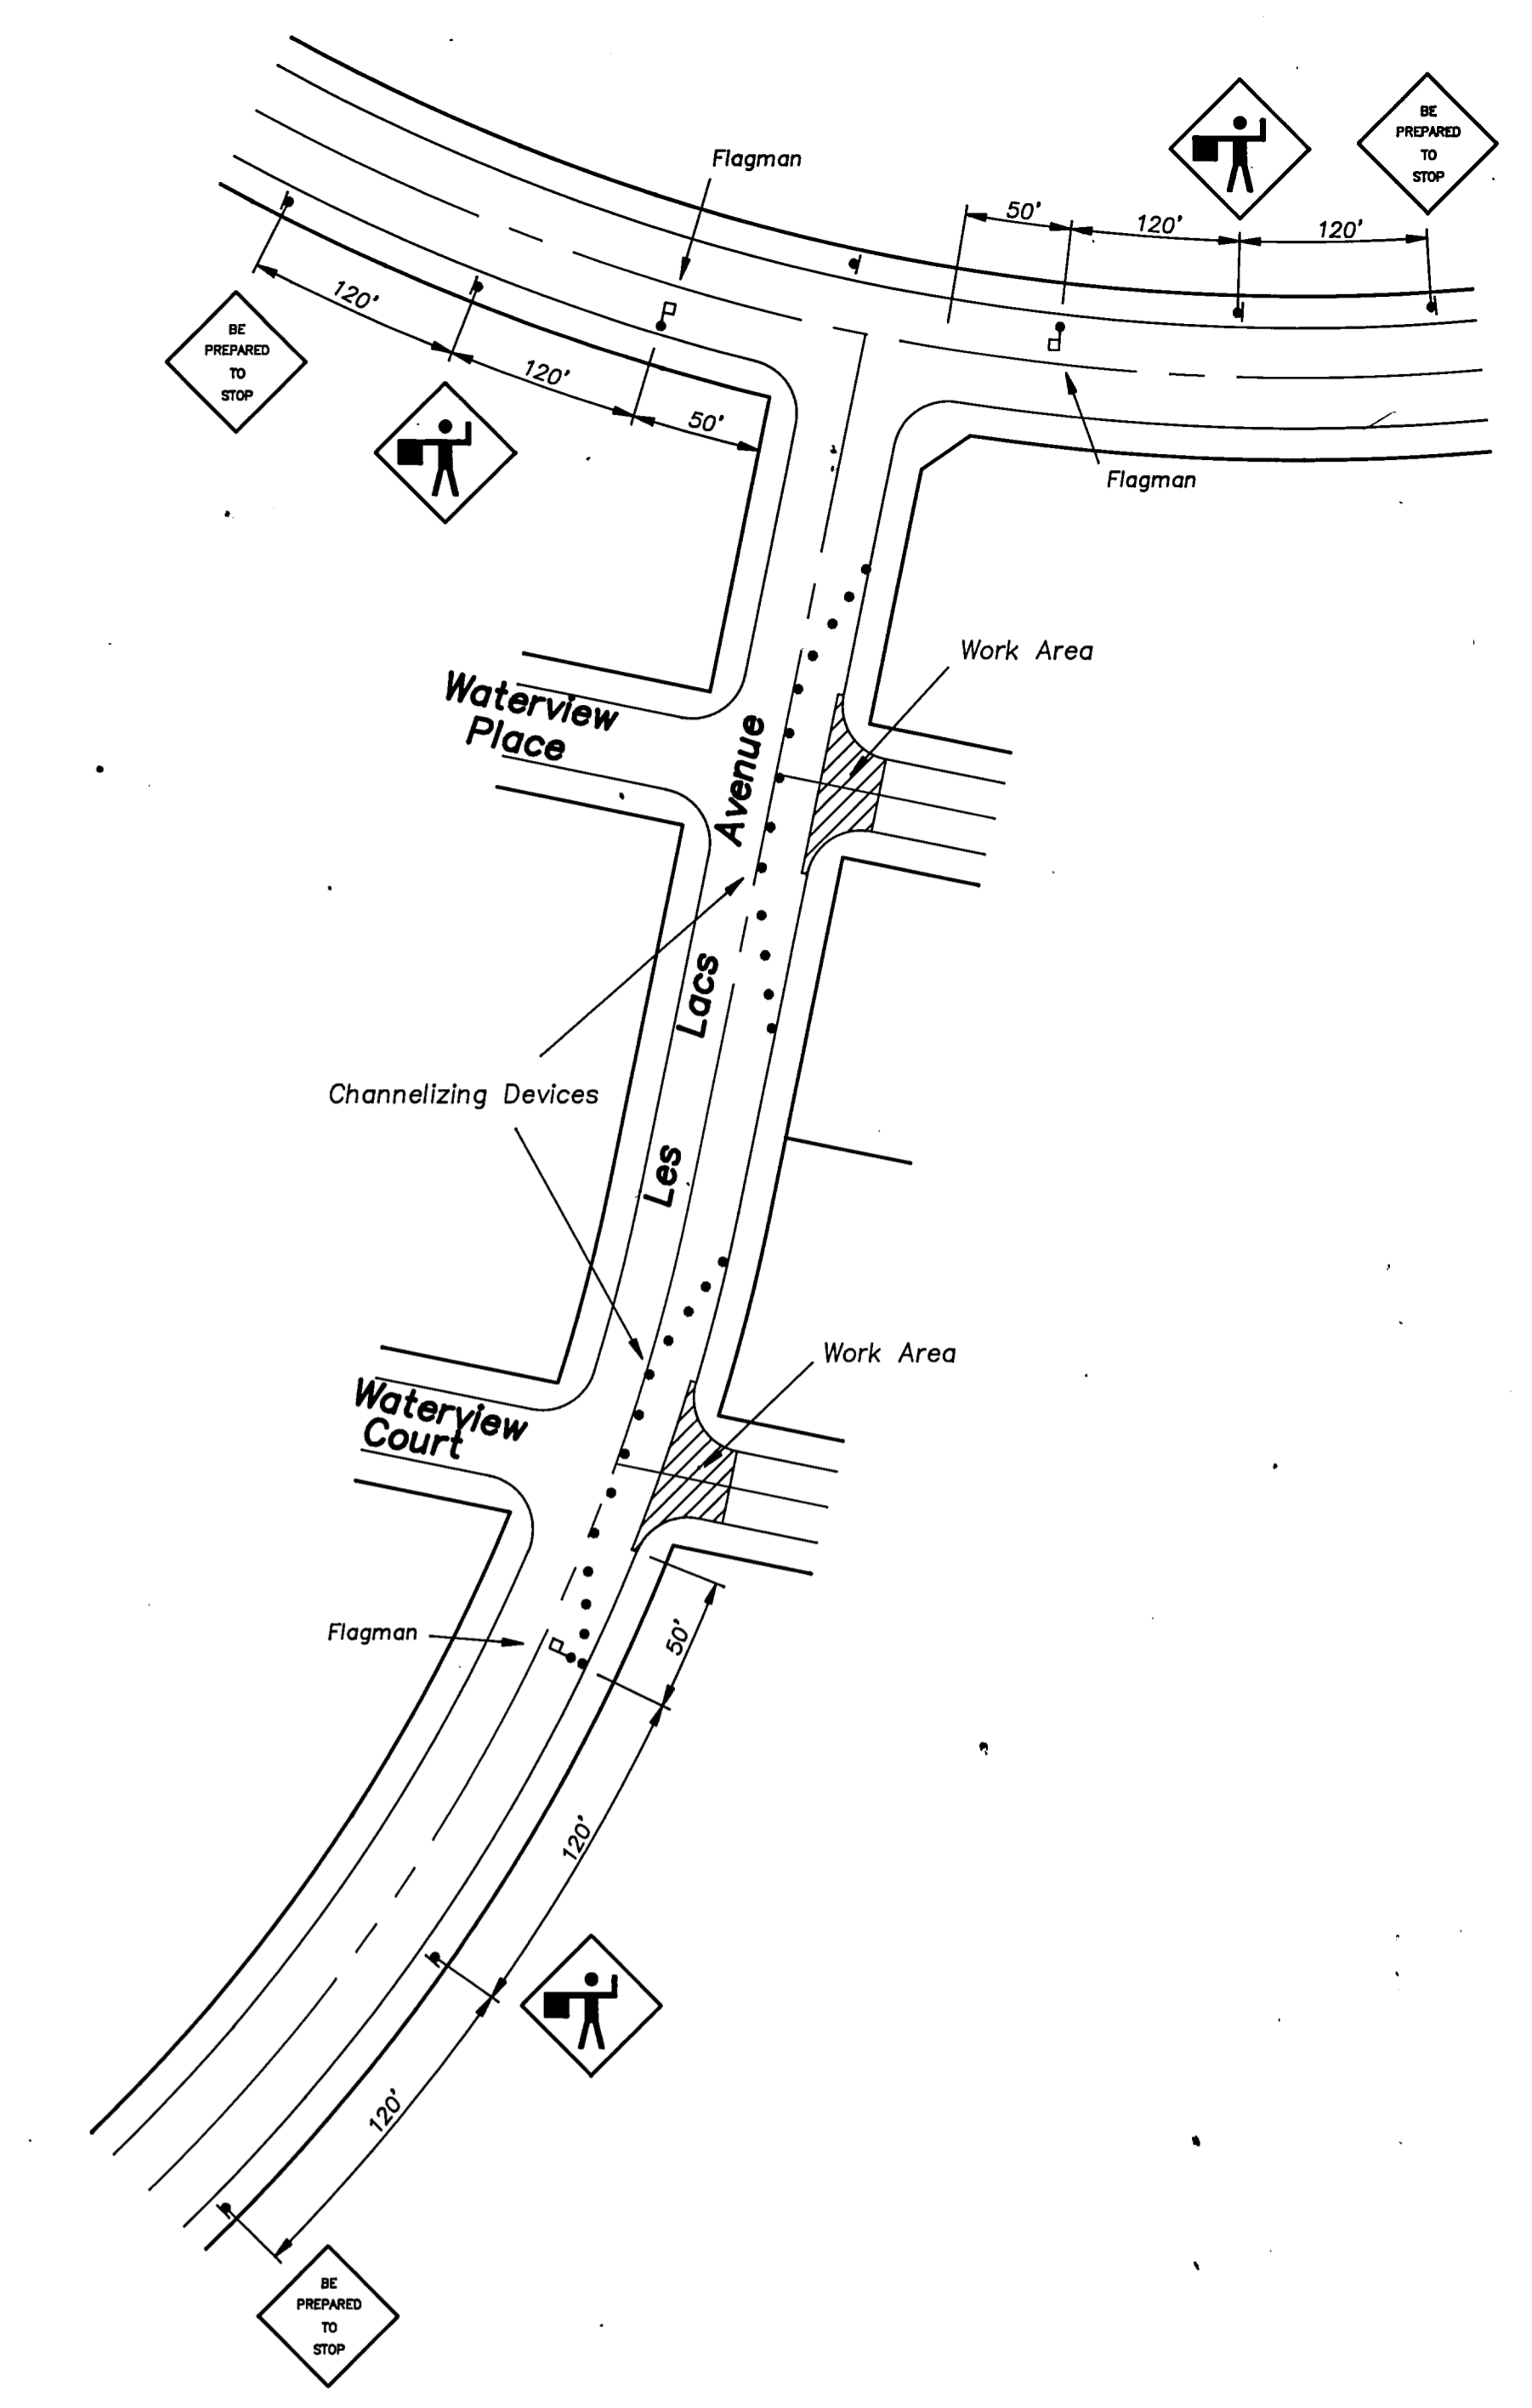 Flagman
BE
PREPARED
TO
STOP
50'
120'
120'
120'
120'
50'
BE
PREPARED
TO
STOP
Flagman
Work Area
Waterview
Place
Les Lacs Avenue
Channelizing Devices
Work Area
Waterview
Court
Flagman
50'
120'
120'
BE
PREPARED
TO
STOP